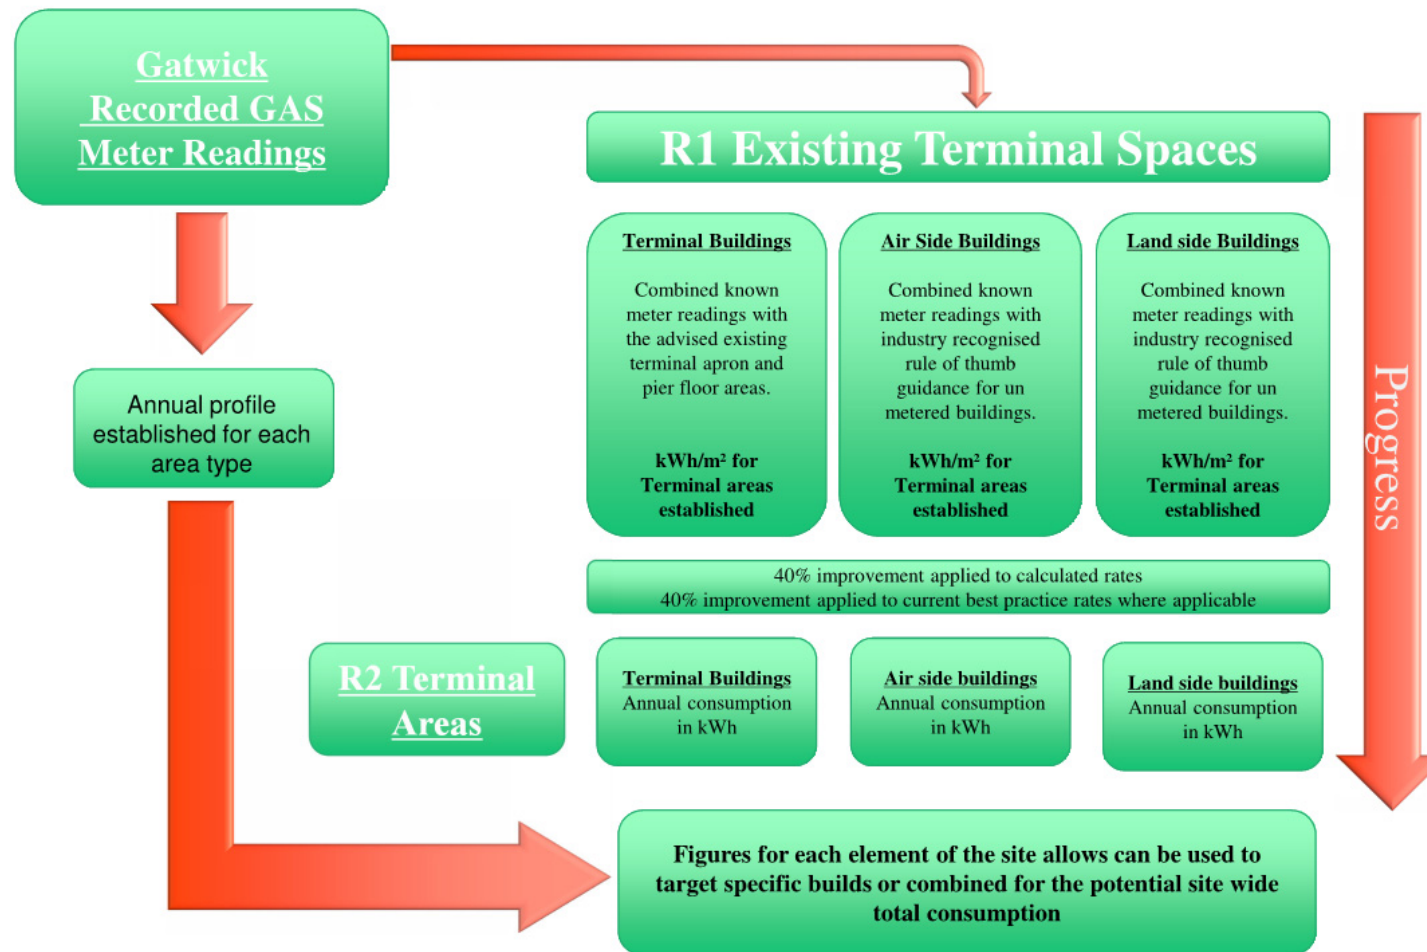 Gatwick
Recorded GAS
Meter Readings
R1 Existing Terminal Spaces
Terminal Buildings
Combined known
meter readings with
the advised existing
terminal apron and
pier floor areas.
kWh/m² for
Terminal areas
established
Air Side Buildings
Combined known
meter readings with
industry recognised
rule of thumb
guidance for un
metered buildings.
kWh/m² for
Terminal areas
established
Land side Buildings
Combined known
meter readings with
industry recognised
rule of thumb
guidance for un
metered buildings.
kWh/m² for
Terminal areas
established
Progress
Annual profile
established for each
area type
40% improvement applied to calculated rates
40% improvement applied to current best practice rates where applicable
R2 Terminal
Areas
Terminal Buildings
Annual consumption
in kWh
Air side buildings
Annual consumption
in kWh
Land side buildings
Annual consumption
in kWh
Figures for each element of the site allows can be used to
target specific builds or combined for the potential site wide
total consumption